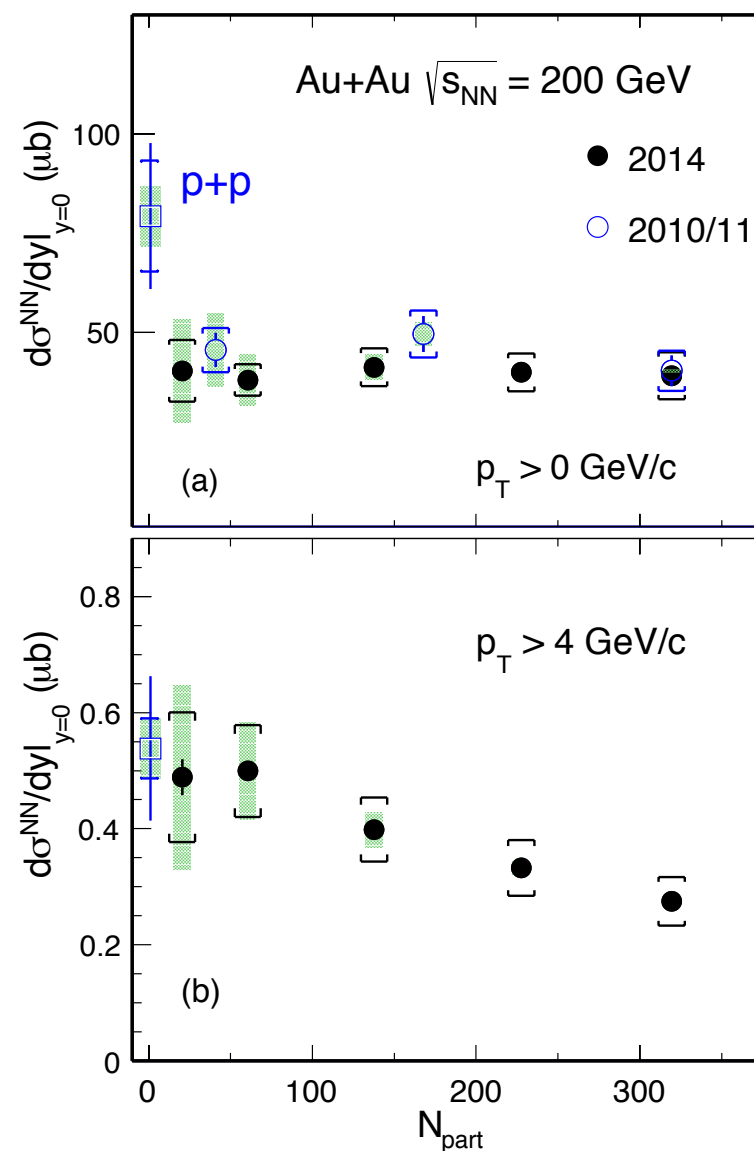 Au+Au √sNN = 200 GeV
2014
2010/11
p+p
100
50
dσNN/dy|y=0 (μb)
(a)
pT > 0 GeV/c
0.8
0.6
0.4
0.2
0
dσNN/dy|y=0 (μb)
pT > 4 GeV/c
(b)
0 100 200 300
Npart